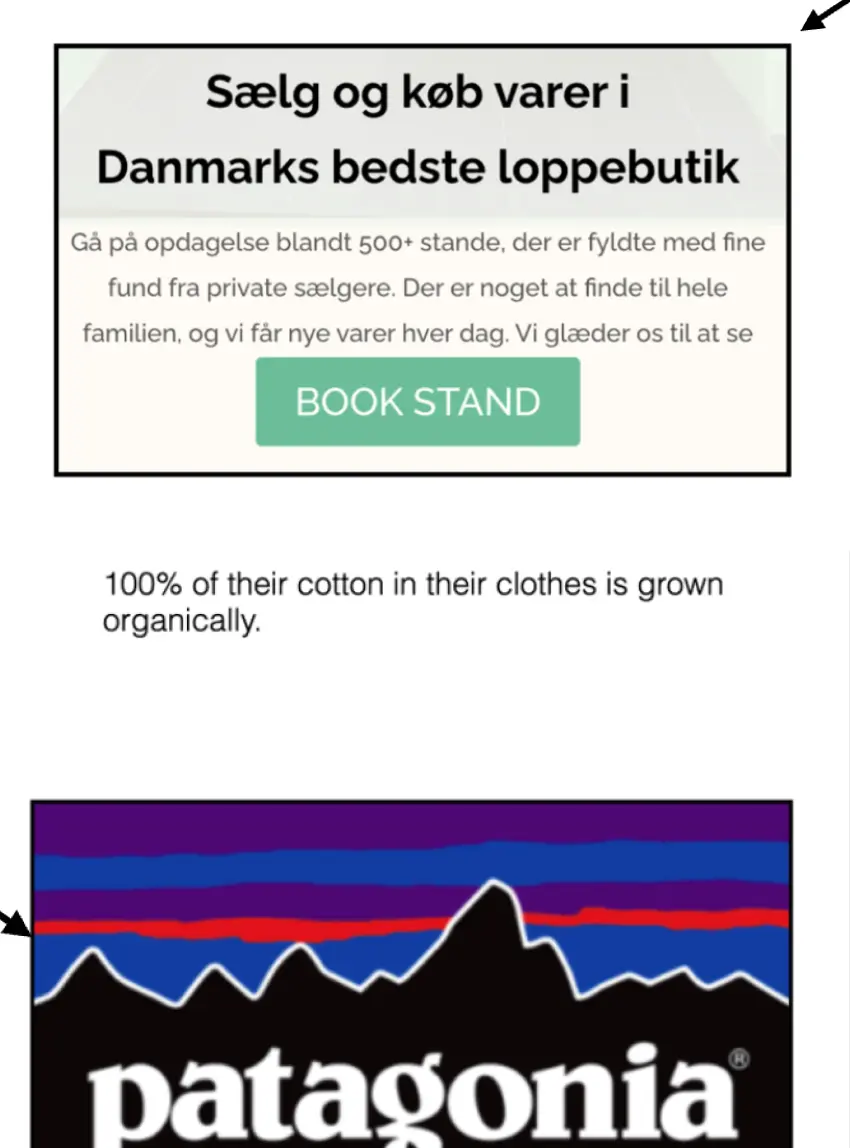 Sælg og køb varer i
Danmarks bedste loppebutik
Gå på opdagelse blandt 500+ stande, der er fyldte med fine
fund fra private sælgere. Der er noget at finde til hele
familien, og vi får nye varer hver dag. Vi glæder os til at se
BOOK STAND
100% of their cotton in their clothes is grown
organically.
patagonia®